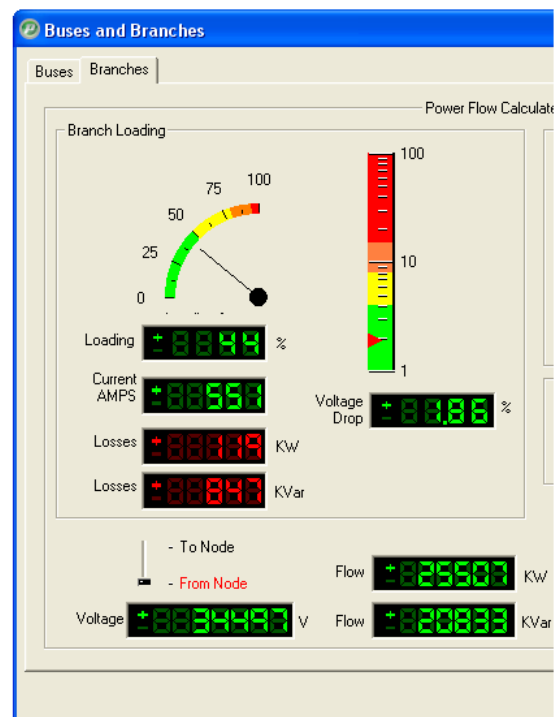 Buses and Branches
Buses Branches
Power Flow Calculate
Branch Loading
100
75
50
25
0
100
10
1
Loading + 44 %
Current
AMPS + 551
Voltage
Drop + 1.86 %
Losses + 119 KW
Losses + 847 KVar
- To Node
- From Node
Flow + 25507 KW
Voltage + 34497 V
Flow + 20833 KVar